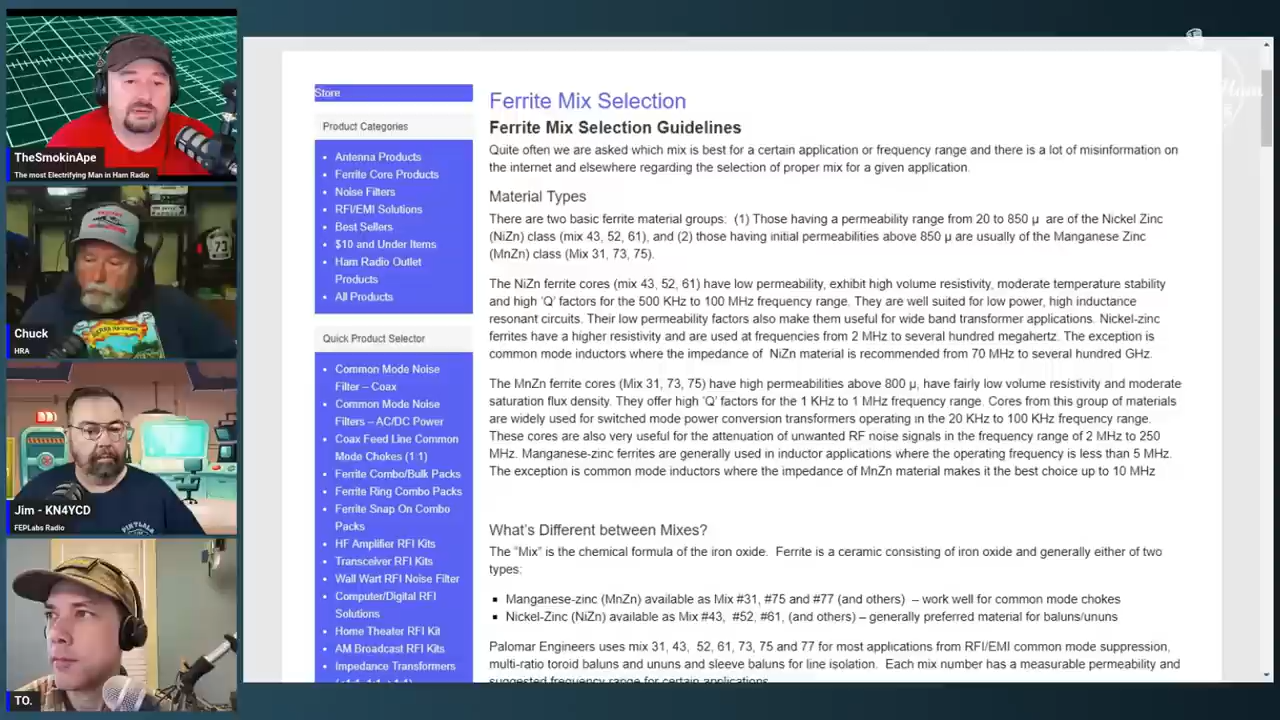 TheSmokinApe
The most Electrifying Man in Ham Radio
73
Chuck
HRA
SIERRA NEVADA
Jim - KN4YCD
FEPLabs Radio
PINTLALA
TO.
Ham
Store
Product Categories
Antenna Products
Ferrite Core Products
Noise Filters
RFI/EMI Solutions
Best Sellers
$10 and Under Items
Ham Radio Outlet
Products
All Products
Quick Product Selector
Common Mode Noise
Filter – Coax
Common Mode Noise
Filters – AC/DC Power
Coax Feed Line Common
Mode Chokes (1:1)
Ferrite Combo/Bulk Packs
Ferrite Ring Combo Packs
Ferrite Snap On Combo
Packs
HF Amplifier RFI Kits
Transceiver RFI Kits
Wall Wart RFI Noise Filter
Computer/Digital RFI
Solutions
Home Theater RFI Kit
AM Broadcast RFI Kits
Impedance Transformers
Ferrite Mix Selection
Ferrite Mix Selection Guidelines
Quite often we are asked which mix is best for a certain application or frequency range and there is a lot of misinformation on
the internet and elsewhere regarding the selection of proper mix for a given application.
Material Types
There are two basic ferrite material groups:  (1) Those having a permeability range from 20 to 850 µ  are of the Nickel Zinc
(NiZn) class (mix 43, 52, 61), and (2) those having initial permeabilities above 850 µ are usually of the Manganese Zinc
(MnZn) class (Mix 31, 73, 75).
The NiZn ferrite cores (mix 43, 52, 61) have low permeability, exhibit high volume resistivity, moderate temperature stability
and high 'Q' factors for the 500 KHz to 100 MHz frequency range. They are well suited for low power, high inductance
resonant circuits. Their low permeability factors also make them useful for wide band transformer applications. Nickel-zinc
ferrites have a higher resistivity and are used at frequencies from 2 MHz to several hundred megahertz. The exception is
common mode inductors where the impedance of  NiZn material is recommended from 70 MHz to several hundred GHz.
The MnZn ferrite cores (Mix 31, 73, 75) have high permeabilities above 800 µ, have fairly low volume resistivity and moderate
saturation flux density. They offer high 'Q' factors for the 1 KHz to 1 MHz frequency range. Cores from this group of materials
are widely used for switched mode power conversion transformers operating in the 20 KHz to 100 KHz frequency range.
These cores are also very useful for the attenuation of unwanted RF noise signals in the frequency range of 2 MHz to 250
MHz. Manganese-zinc ferrites are generally used in inductor applications where the operating frequency is less than 5 MHz.
The exception is common mode inductors where the impedance of MnZn material makes it the best choice up to 10 MHz
What's Different between Mixes?
The "Mix" is the chemical formula of the iron oxide.  Ferrite is a ceramic consisting of iron oxide and generally either of two
types:
Manganese-zinc (MnZn) available as Mix #31, #75 and #77 (and others)  – work well for common mode chokes
Nickel-Zinc (NiZn) available as Mix #43,  #52, #61, (and others) – generally preferred material for baluns/ununs
Palomar Engineers uses mix 31, 43,  52, 61, 73, 75 and 77 for most applications from RFI/EMI common mode suppression,
multi-ratio toroid baluns and ununs and sleeve baluns for line isolation.  Each mix number has a measurable permeability and
suggested frequency range for certain applications.